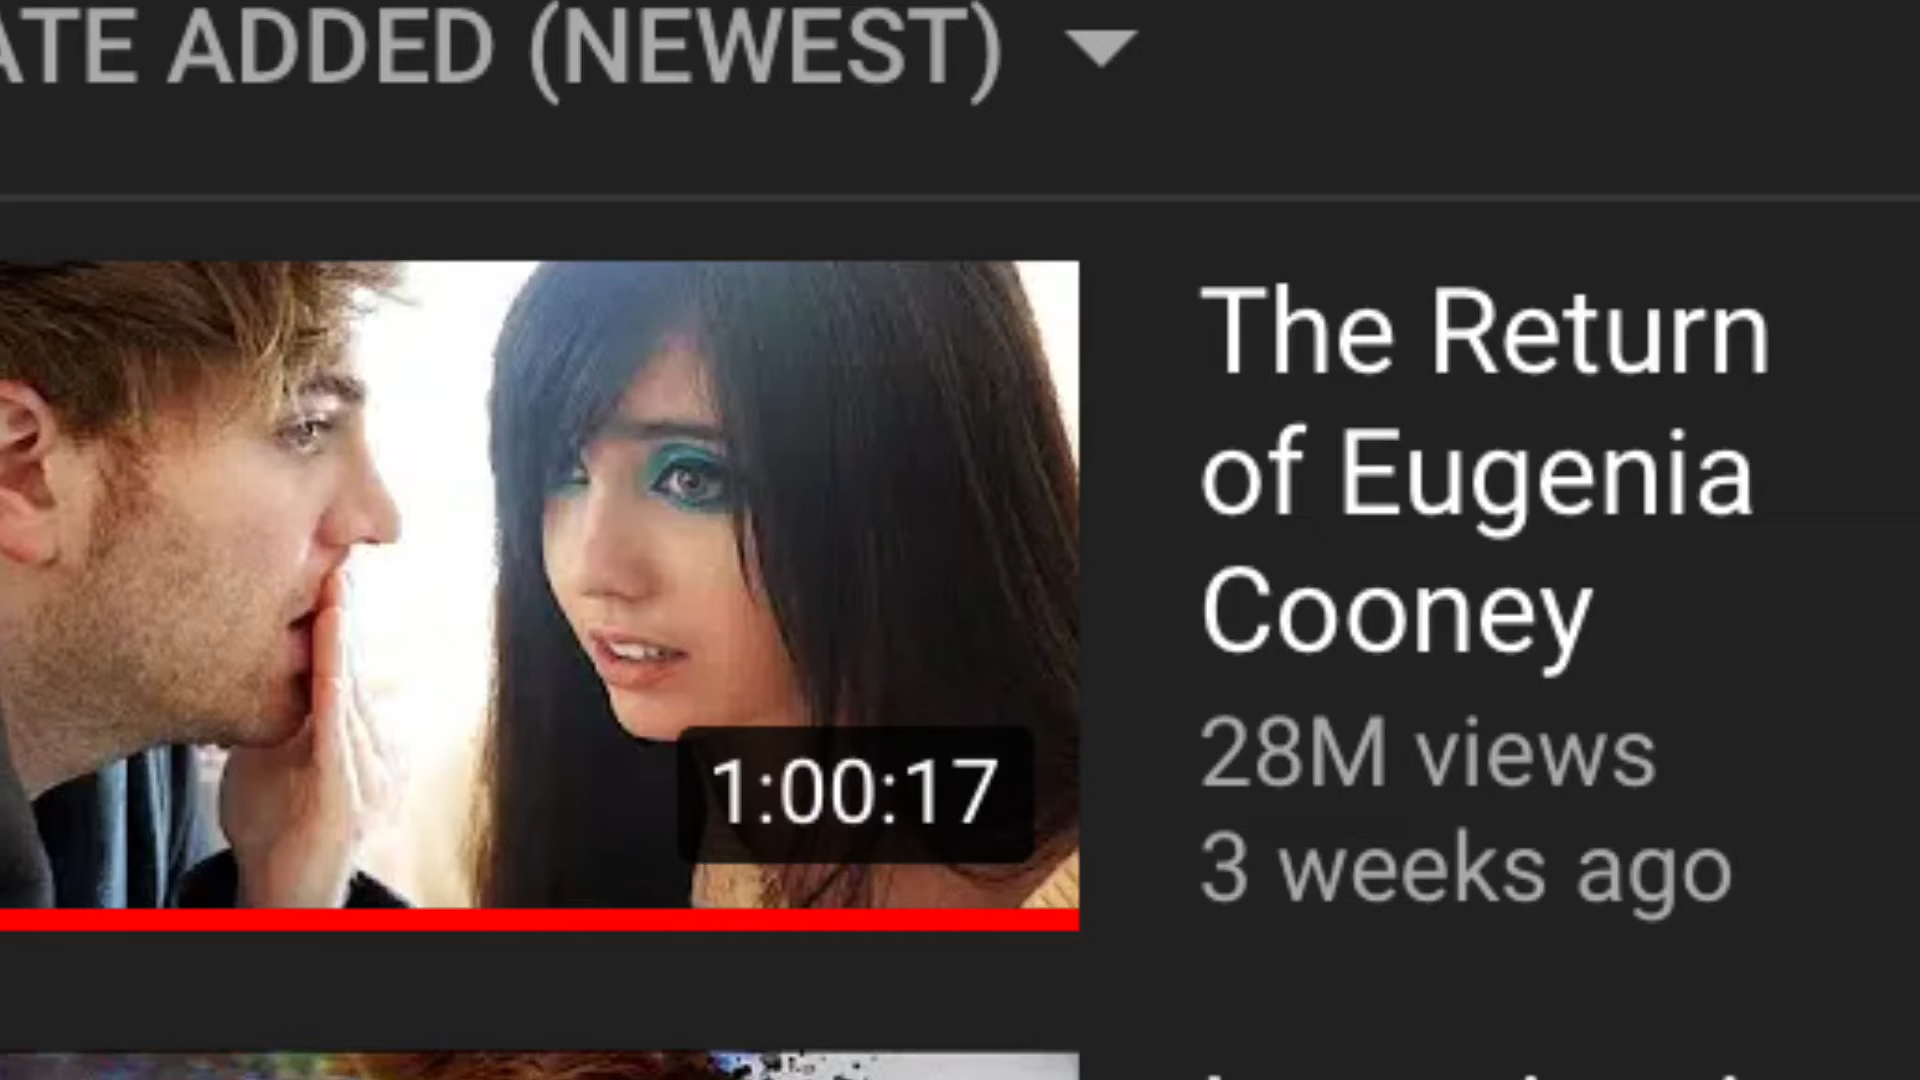 ATE ADDED (NEWEST)
The Return
of Eugenia
Cooney
28M views
3 weeks ago
1:00:17